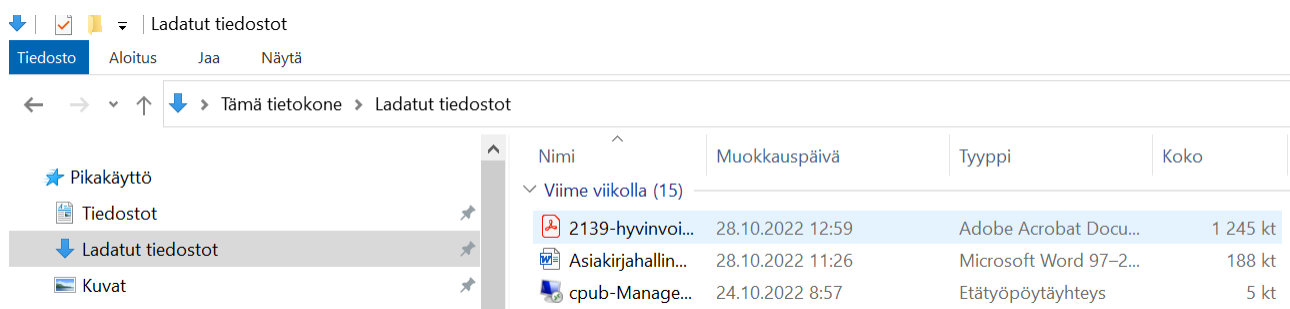 Ladatut tiedostot
Tiedosto Aloitus Jaa Näytä
Tämä tietokone Ladatut tiedostot
Pikakäyttö
Tiedostot
Ladatut tiedostot
Kuvat
Nimi Muokkauspäivä Tyyppi Koko
Viime viikolla (15)
2139-hyvinvoi... 28.10.2022 12:59 Adobe Acrobat Docu... 1 245 kt
Asiakirjahallin... 28.10.2022 11:26 Microsoft Word 97–2... 188 kt
cpub-Manage... 24.10.2022 8:57 Etätyöpöytäyhteys 5 kt